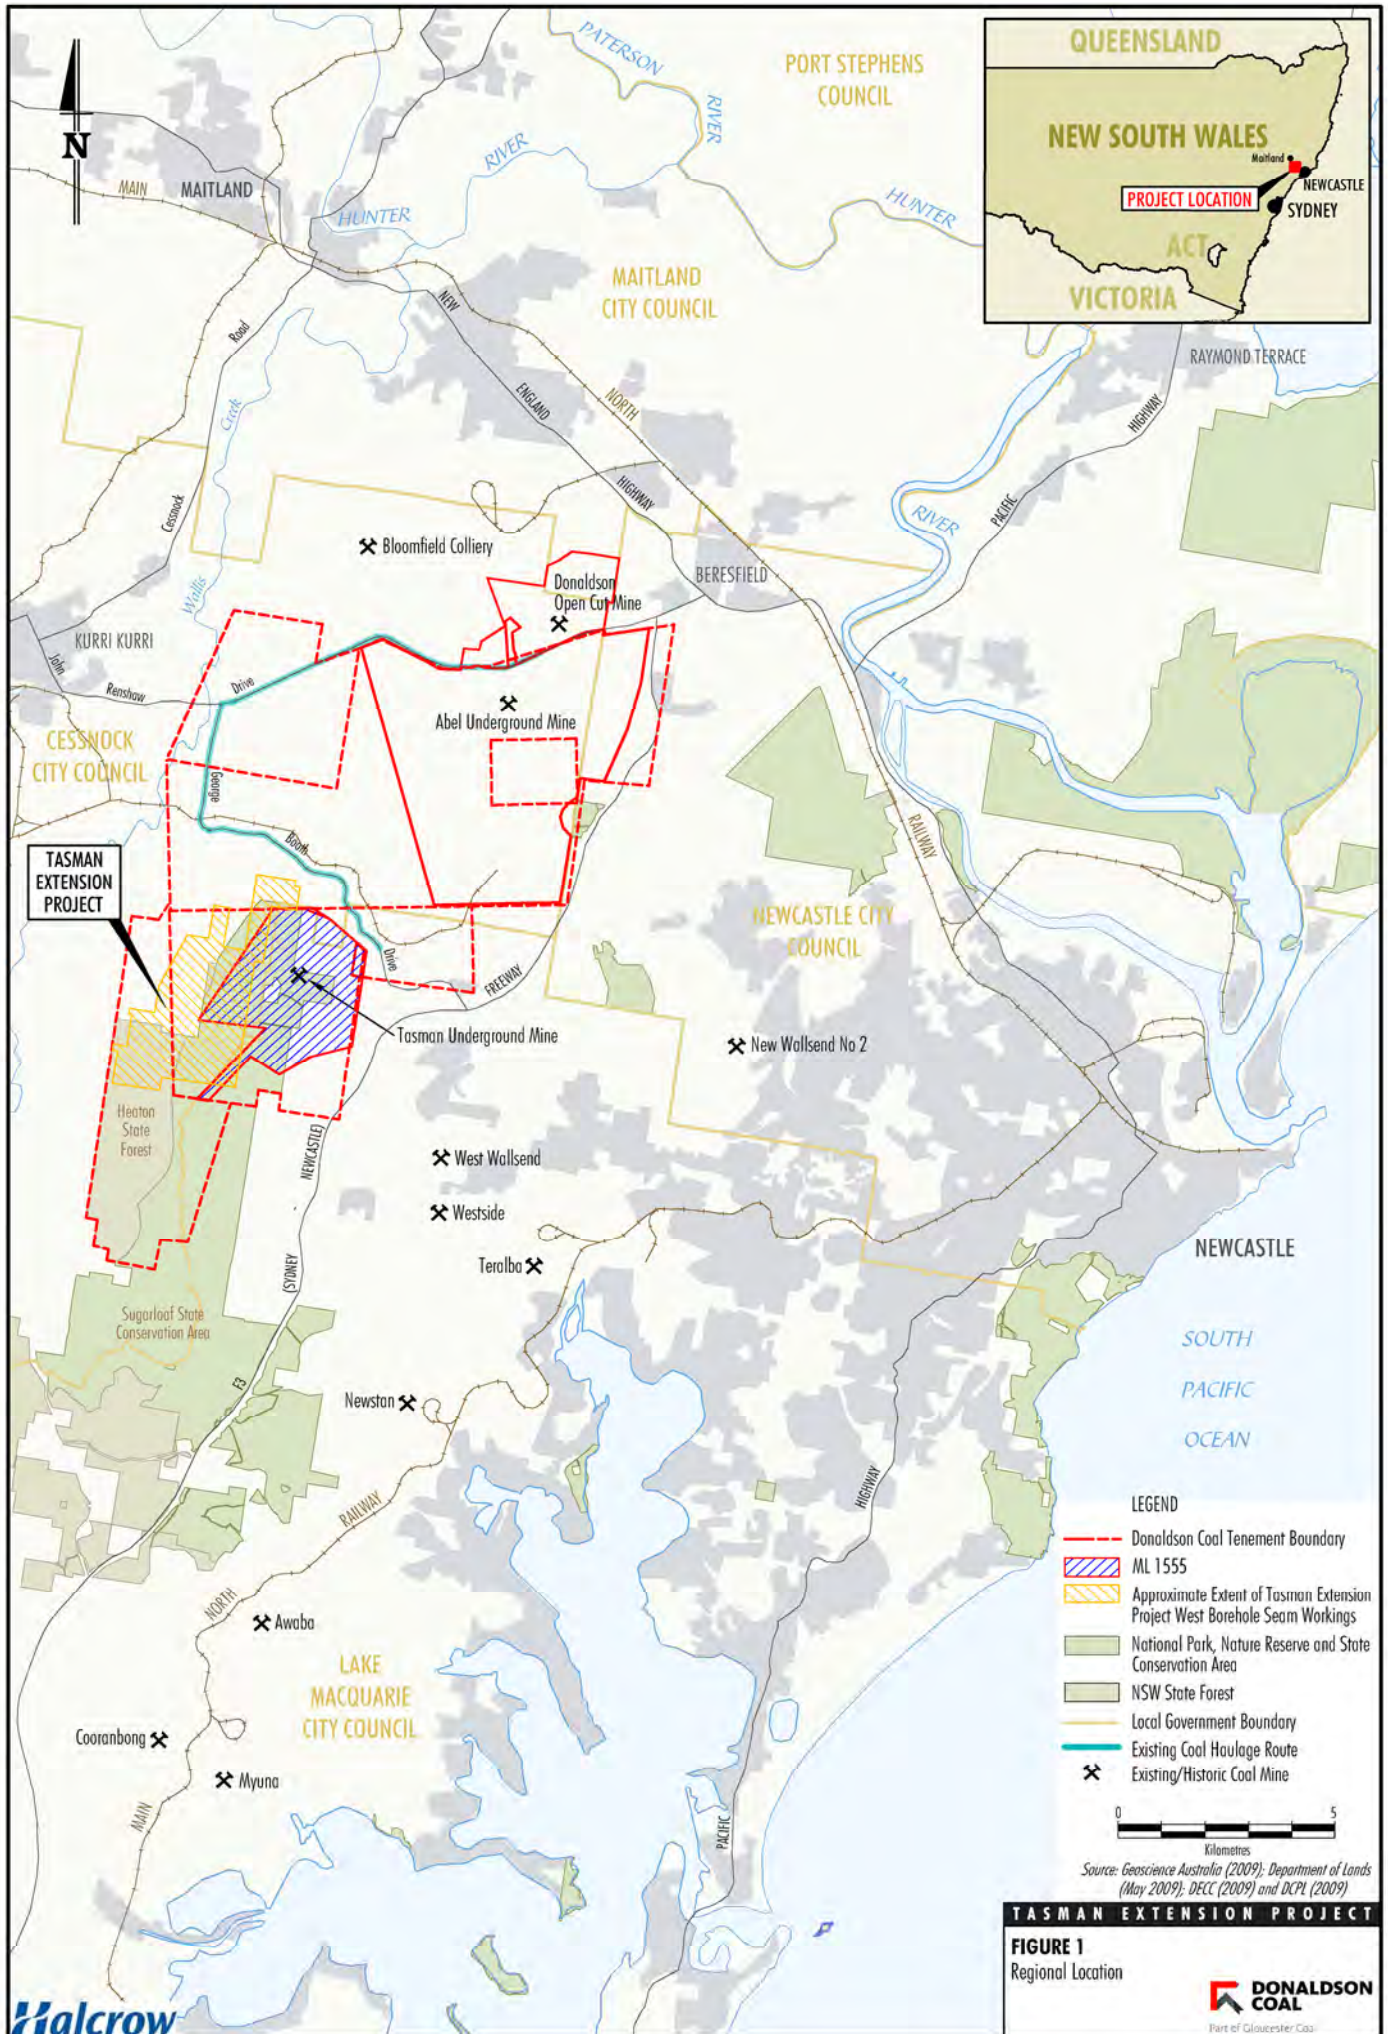 PATERSON
RIVER
PORT STEPHENS
COUNCIL
QUEENSLAND
NEW SOUTH WALES
Maitland
NEWCASTLE
PROJECT LOCATION
SYDNEY
ACT
VICTORIA
N
MAIN
MAITLAND
HUNTER
RIVER
HUNTER
MAITLAND
CITY COUNCIL
NEW
ENGLAND
HIGHWAY
NORTH
RAYMOND TERRACE
Road
Creek
Cessnock
Wallis
PACIFIC
HIGHWAY
RIVER
Bloomfield Colliery
Donaldson
Open Cut Mine
BERESFIELD
KURRI KURRI
John
Renshaw
Drive
Abel Underground Mine
CESSNOCK
CITY COUNCIL
George
Booth
Drive
RAILWAY
TASMAN
EXTENSION
PROJECT
NEWCASTLE CITY
COUNCIL
FREEWAY
Tasman Underground Mine
New Wallsend No 2
Heaton
State
Forest
NEWCASTLE)
West Wallsend
Westside
Teralba
(SYDNEY
NEWCASTLE
Sugarloaf State
Conservation Area
F3
SOUTH
PACIFIC
OCEAN
Newstan
RAILWAY
HIGHWAY
NORTH
Awaba
LAKE
MACQUARIE
CITY COUNCIL
Cooranbong
Myuna
MAIN
PACIFIC
LEGEND
Donaldson Coal Tenement Boundary
ML 1555
Approximate Extent of Tasman Extension
Project West Borehole Seam Workings
National Park, Nature Reserve and State
Conservation Area
NSW State Forest
Local Government Boundary
Existing Coal Haulage Route
Existing/Historic Coal Mine
0 5
Kilometres
Source: Geoscience Australia (2009); Department of Lands
(May 2009); DECC (2009) and DCPL (2009)
TASMAN EXTENSION PROJECT
FIGURE 1
Regional Location
DONALDSON
COAL
Part of Gloucester Coal
Halcrow